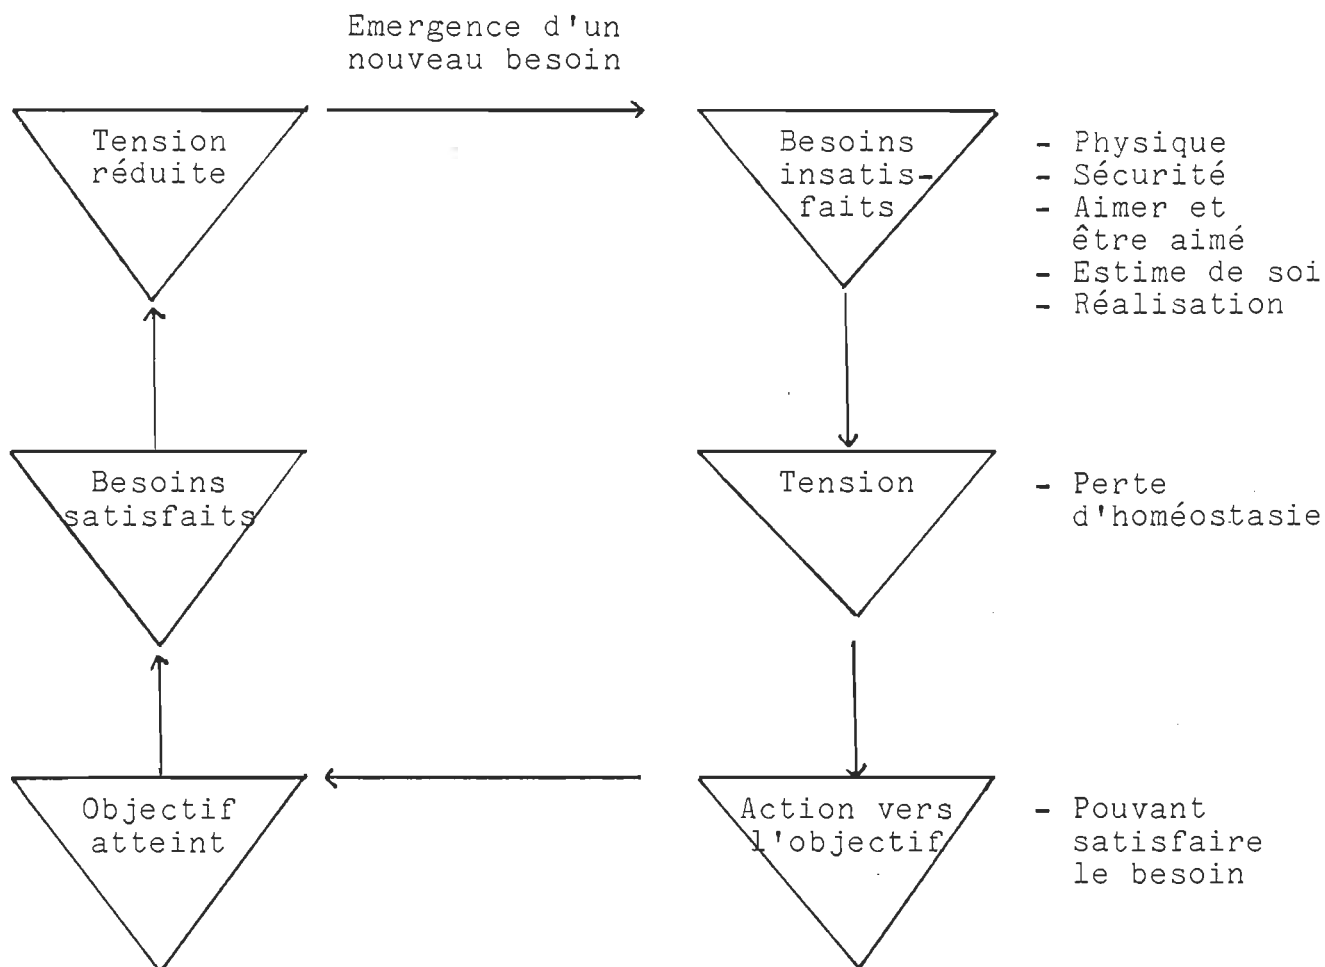 Emergence d'un
nouveau besoin
Tension
réduite
Besoins
insatis-
faits
- Physique
- Sécurité
- Aimer et
être aimé
- Estime de soi
- Réalisation
Besoins
satisfaits
Tension
- Perte
d'homéostasie
Objectif
atteint
Action vers
l'objectif
- Pouvant
satisfaire
le besoin